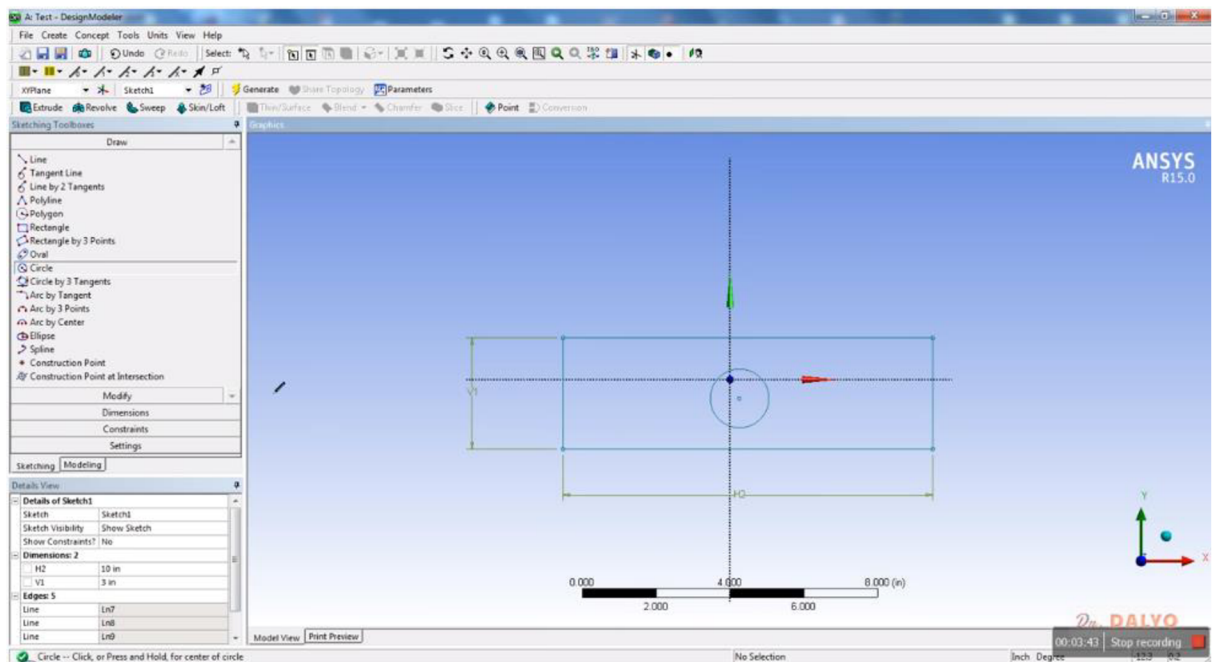 A: Test - DesignModeler
File Create Concept Tools Units View Help
Undo Redo Select:
XYPlane Sketch1 Generate Share Topology Parameters
Extrude Revolve Sweep Skin/Loft Thin/Surface Blend Chamfer Slice Point Conversion
Sketching Toolboxes
Draw
Line
Tangent Line
Line by 2 Tangents
Polyline
Polygon
Rectangle
Rectangle by 3 Points
Oval
Circle
Circle by 3 Tangents
Arc by Tangent
Arc by 3 Points
Arc by Center
Ellipse
Spline
Construction Point
Construction Point at Intersection
Modify
Dimensions
Constraints
Settings
Sketching Modeling
Details View
Details of Sketch1
Sketch Sketch1
Sketch Visibility Show Sketch
Show Constraints? No
Dimensions: 2
H2 10 in
V1 3 in
Edges: 5
Line Ln7
Line Ln8
Line Ln9
Graphics
ANSYS
R15.0
V1
H2
Y
X
0.000 4.000 8.000 (in)
2.000 6.000
Dr. DALYO
00:03:43 Stop recording
Model View Print Preview
Circle -- Click, or Press and Hold, for center of circle No Selection Inch Degree -12.3 0.2